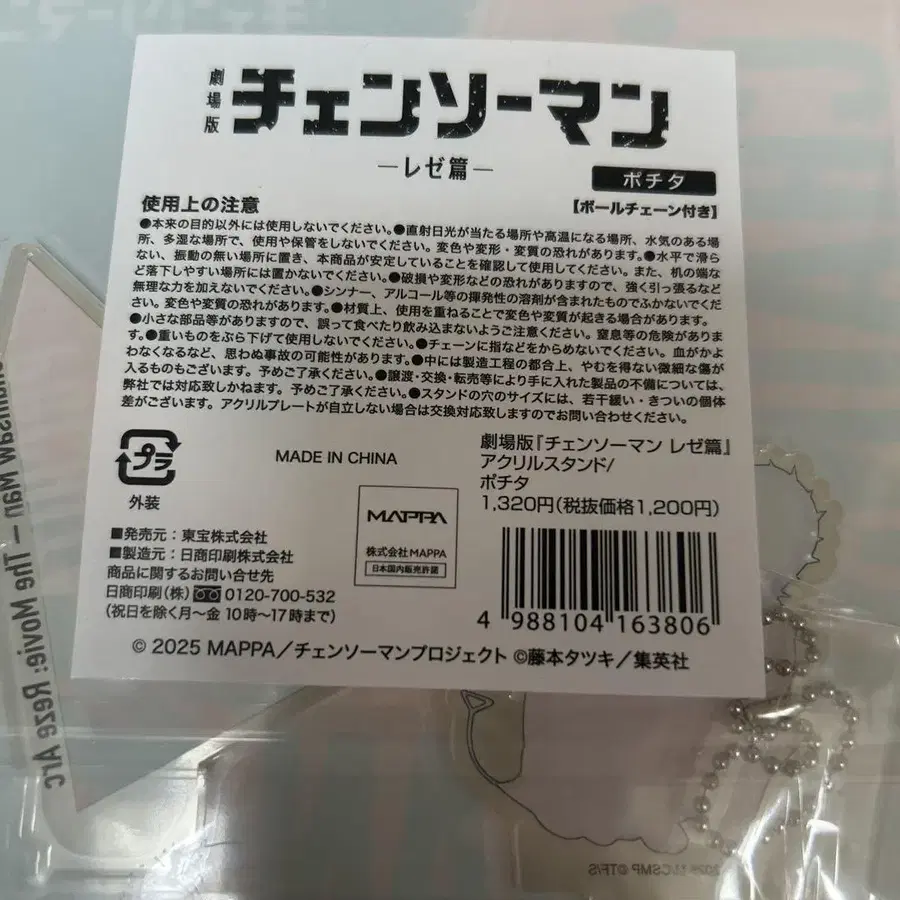 劇場版
チェンソーマン
―レゼ篇―
ポチタ
使用上の注意
【ボールチェーン付き】
●本来の目的以外には使用しないでください。●直射日光が当たる場所や高温になる場所、水気のある場
所、多湿な場所で、使用や保管をしないでください。変色や変形・変質の恐れがあります。●水平で滑ら
ない、振動の無い場所に置き、本商品が安定していることを確認して使用してください。また、机の端な
ど落下しやすい場所には置かないでください。●破損や変形などの恐れがありますので、強く引っ張るなど
無理な力を加えないでください。●シンナー、アルコール等の揮発性の溶剤が含まれたものでふかないでくだ
さい。変色や変質の恐れがあります。●材質上、使用を重ねることで変色や変質が起きる場合があります。
●小さな部品等がありますので、誤って食べたり飲み込まないようご注意ください。窒息等の危険がありま
す。●重いものをぶら下げて使用しないでください。●チェーンに指などをからめないでください。血がかよ
わなくなるなど、思わぬ事故の可能性があります。●中には製造工程の都合上、やむを得ない微細な傷が
入るものもございます。予めご了承ください。●譲渡・交換・転売等により手に入れた製品の不備については、
弊社では対応致しかねます。予めご了承ください。●スタンドの穴のサイズには、若干緩い・きついの個体
差がございます。アクリルプレートが自立しない場合は交換対応致しますのでお問い合わせください。
プラ
外装
MADE IN CHINA
劇場版『チェンソーマン レゼ篇』
アクリルスタンド/
ポチタ
1,320円(税抜価格1,200円)
■発売元：東宝株式会社
■製造元：日商印刷株式会社
商品に関するお問い合せ先
日商印刷(株) 0120-700-532
(祝日を除く月～金 10時～17時まで)
MAPPA
株式会社MAPPA
日本国内販売許諾
4 988104 163806
© 2025 MAPPA／チェンソーマンプロジェクト ©藤本タツキ／集英社
Chainsaw Man – The Movie: Reze Arc